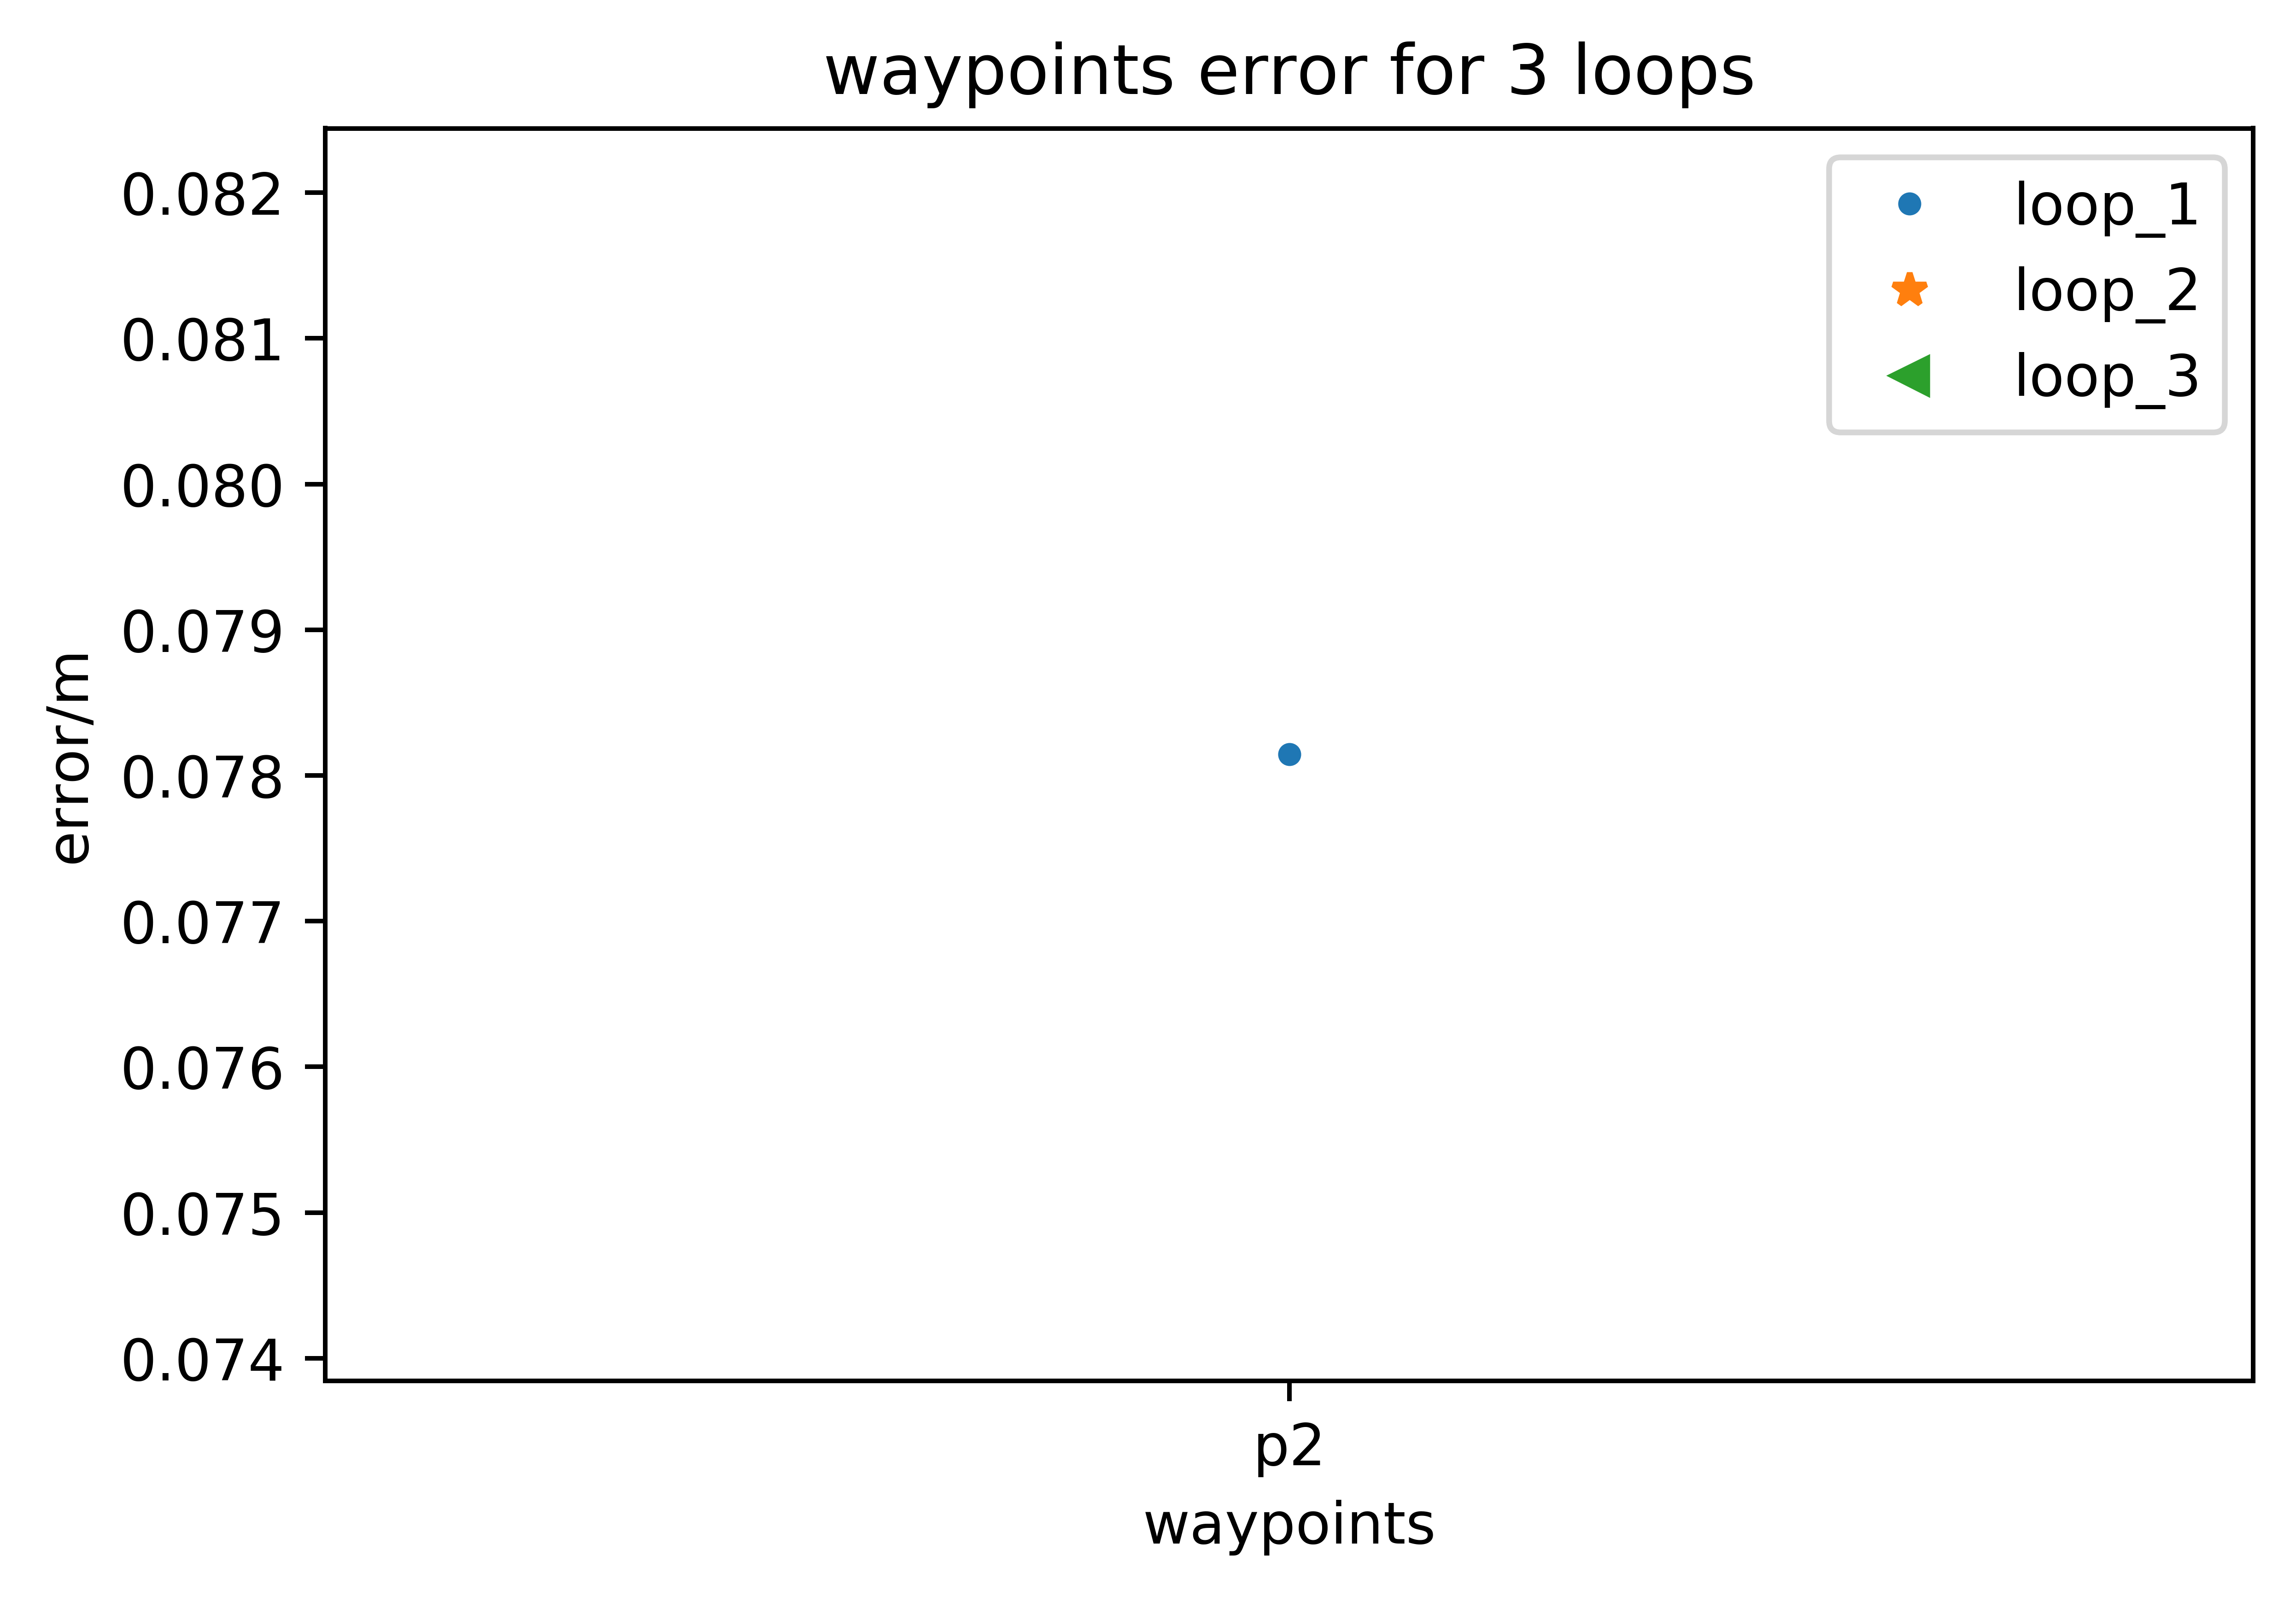 waypoints error for 3 loops
loop_1
loop_2
loop_3
0.082
0.081
0.080
0.079
0.078
0.077
0.076
0.075
0.074
error/m
p2
waypoints